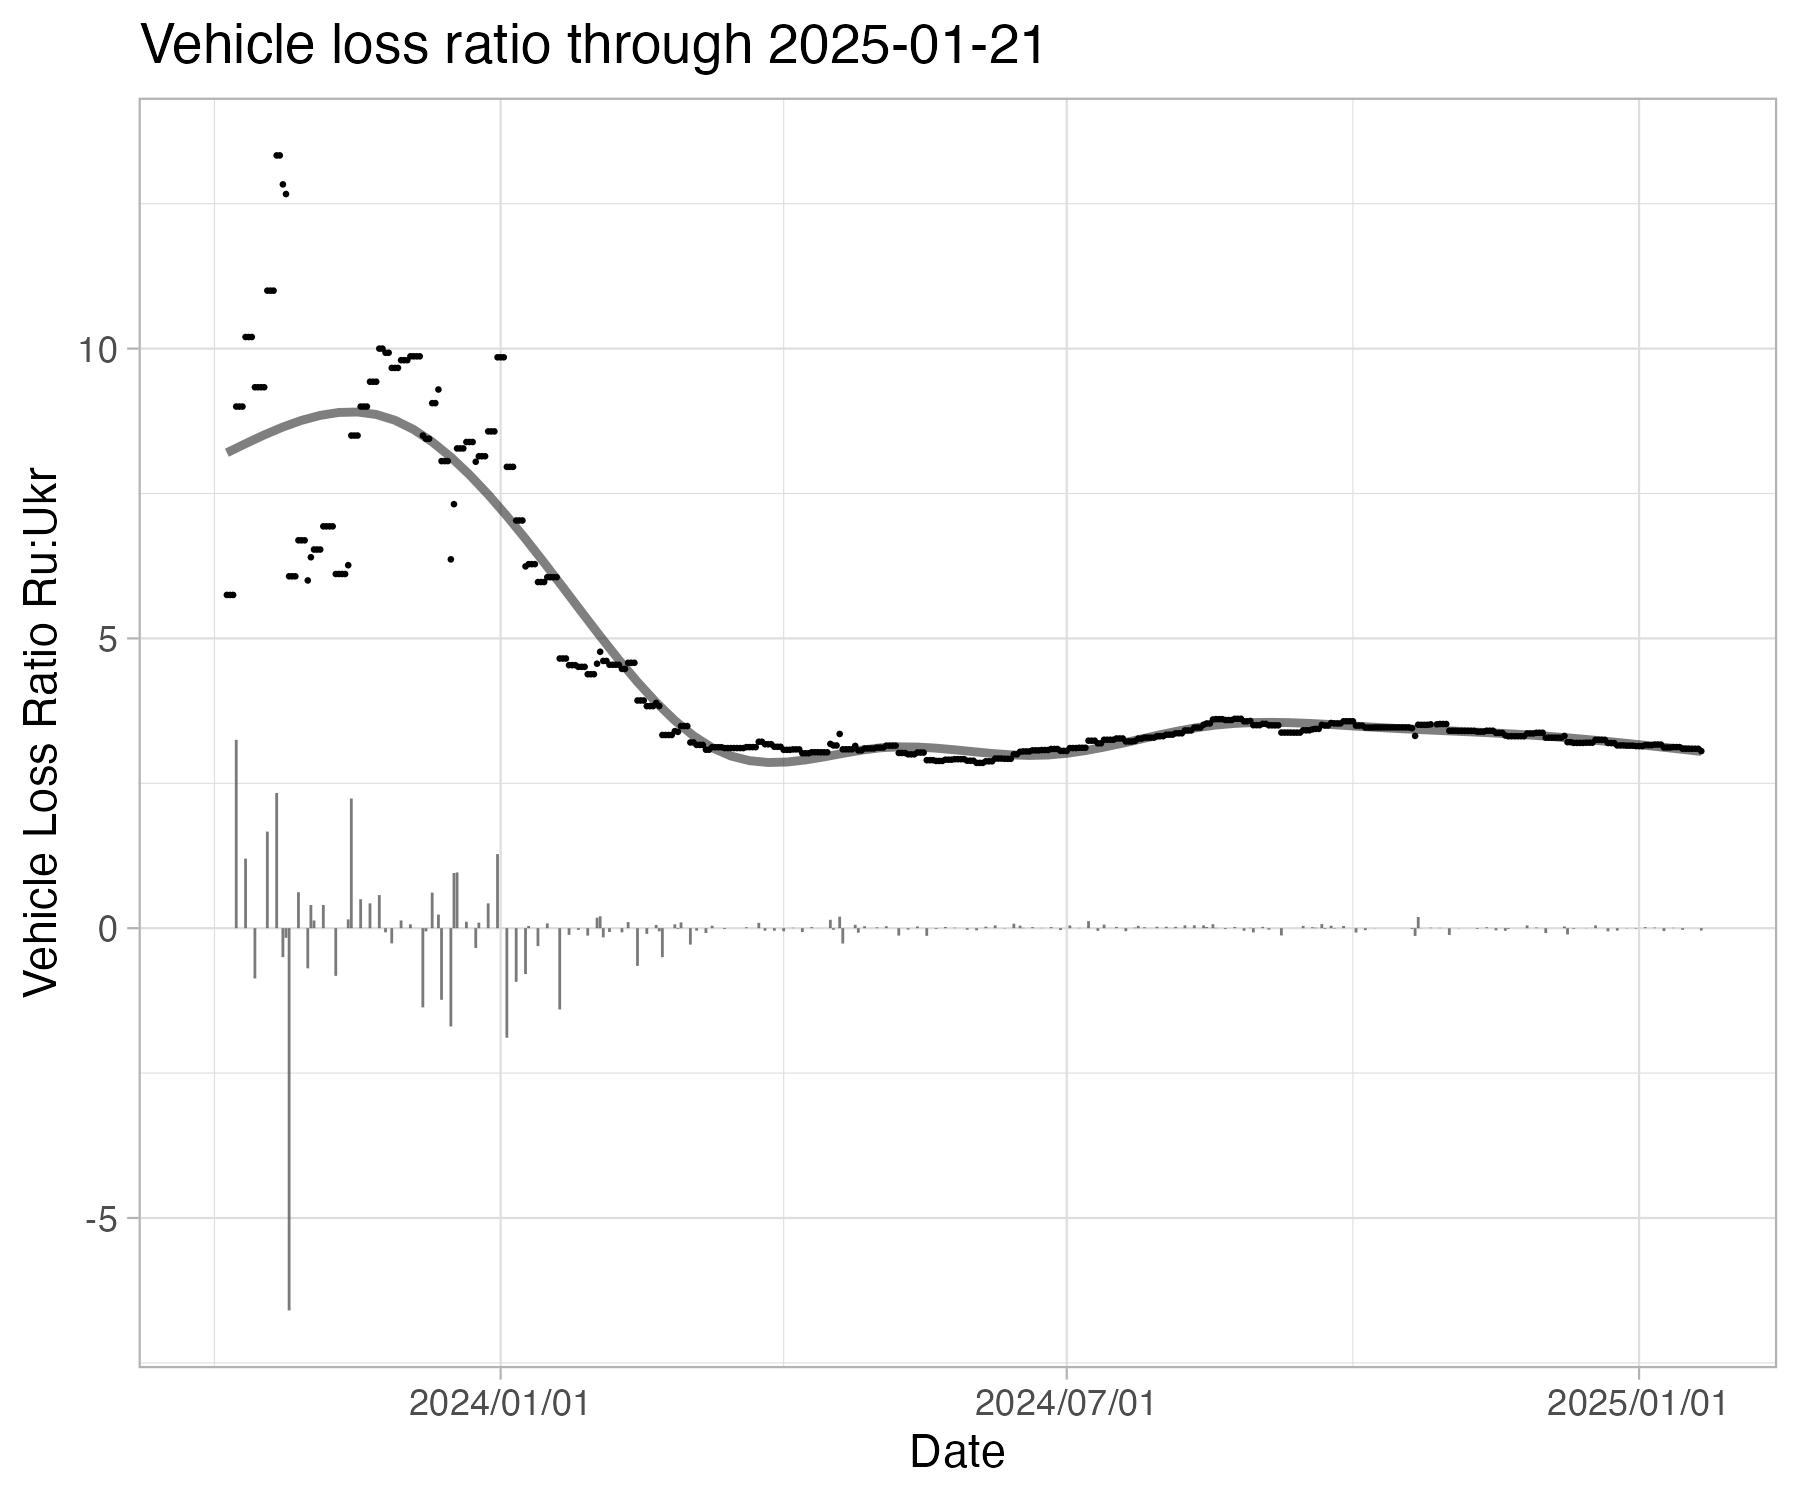 Vehicle loss ratio through 2025-01-21
Vehicle Loss Ratio Ru:Ukr
10
5
0
-5
2024/01/01
2024/07/01
2025/01/01
Date